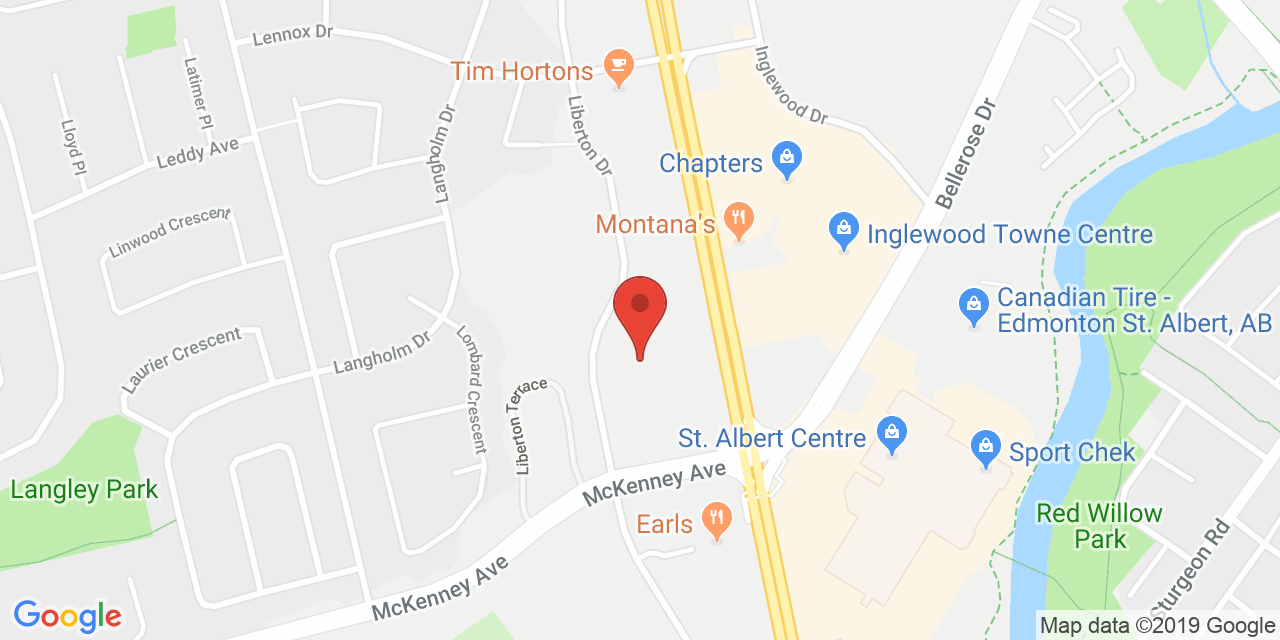 Lennox Dr
Tim Hortons
Inglewood Dr
Latimer Pl
Lloyd Pl
Leddy Ave
Langholm Dr
Liberton Dr
Chapters
Bellerose Dr
Linwood Crescent
Montana's
Inglewood Towne Centre
Canadian Tire -
Edmonton St. Albert, AB
Laurier Crescent
Langholm Dr
Lombard Crescent
Liberton Terrace
St. Albert Centre
Sport Chek
Langley Park
McKenney Ave
Earls
Red Willow
Park
Sturgeon Rd
McKenney Ave
Google
Map data ©2019 Google